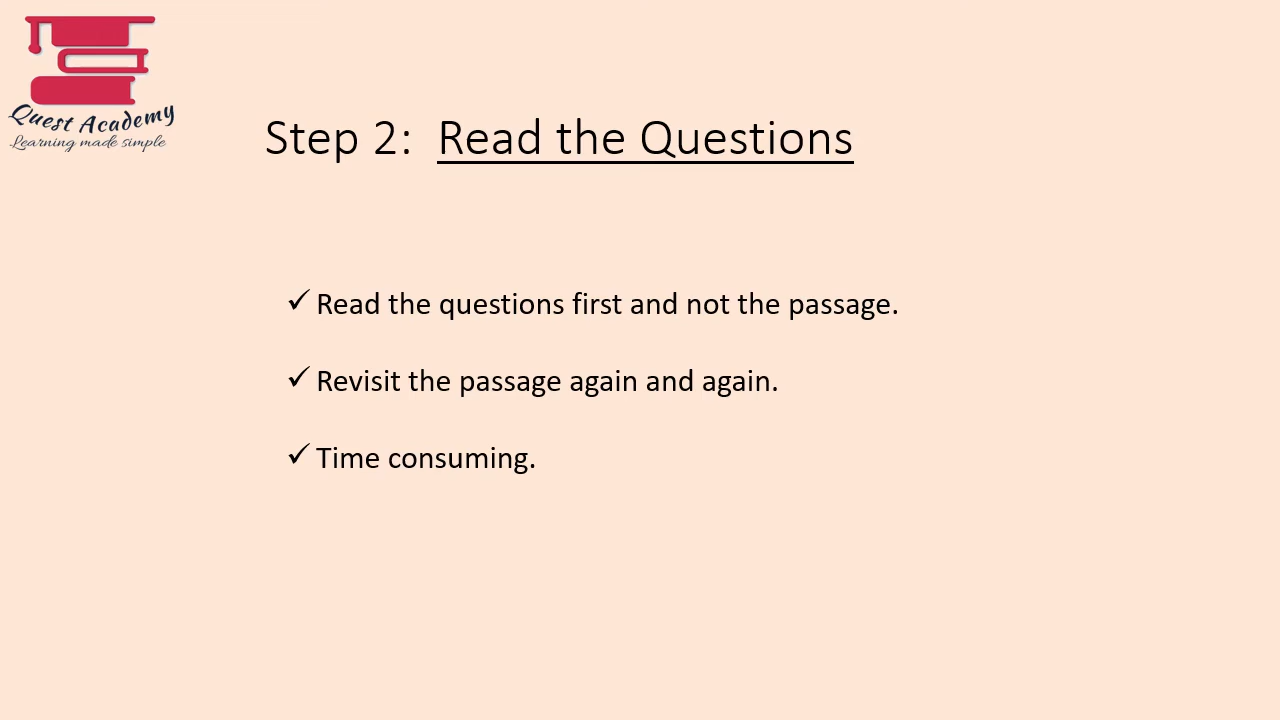 Quest Academy
Learning made simple
Step 2: Read the Questions
✓ Read the questions first and not the passage.
✓ Revisit the passage again and again.
✓ Time consuming.